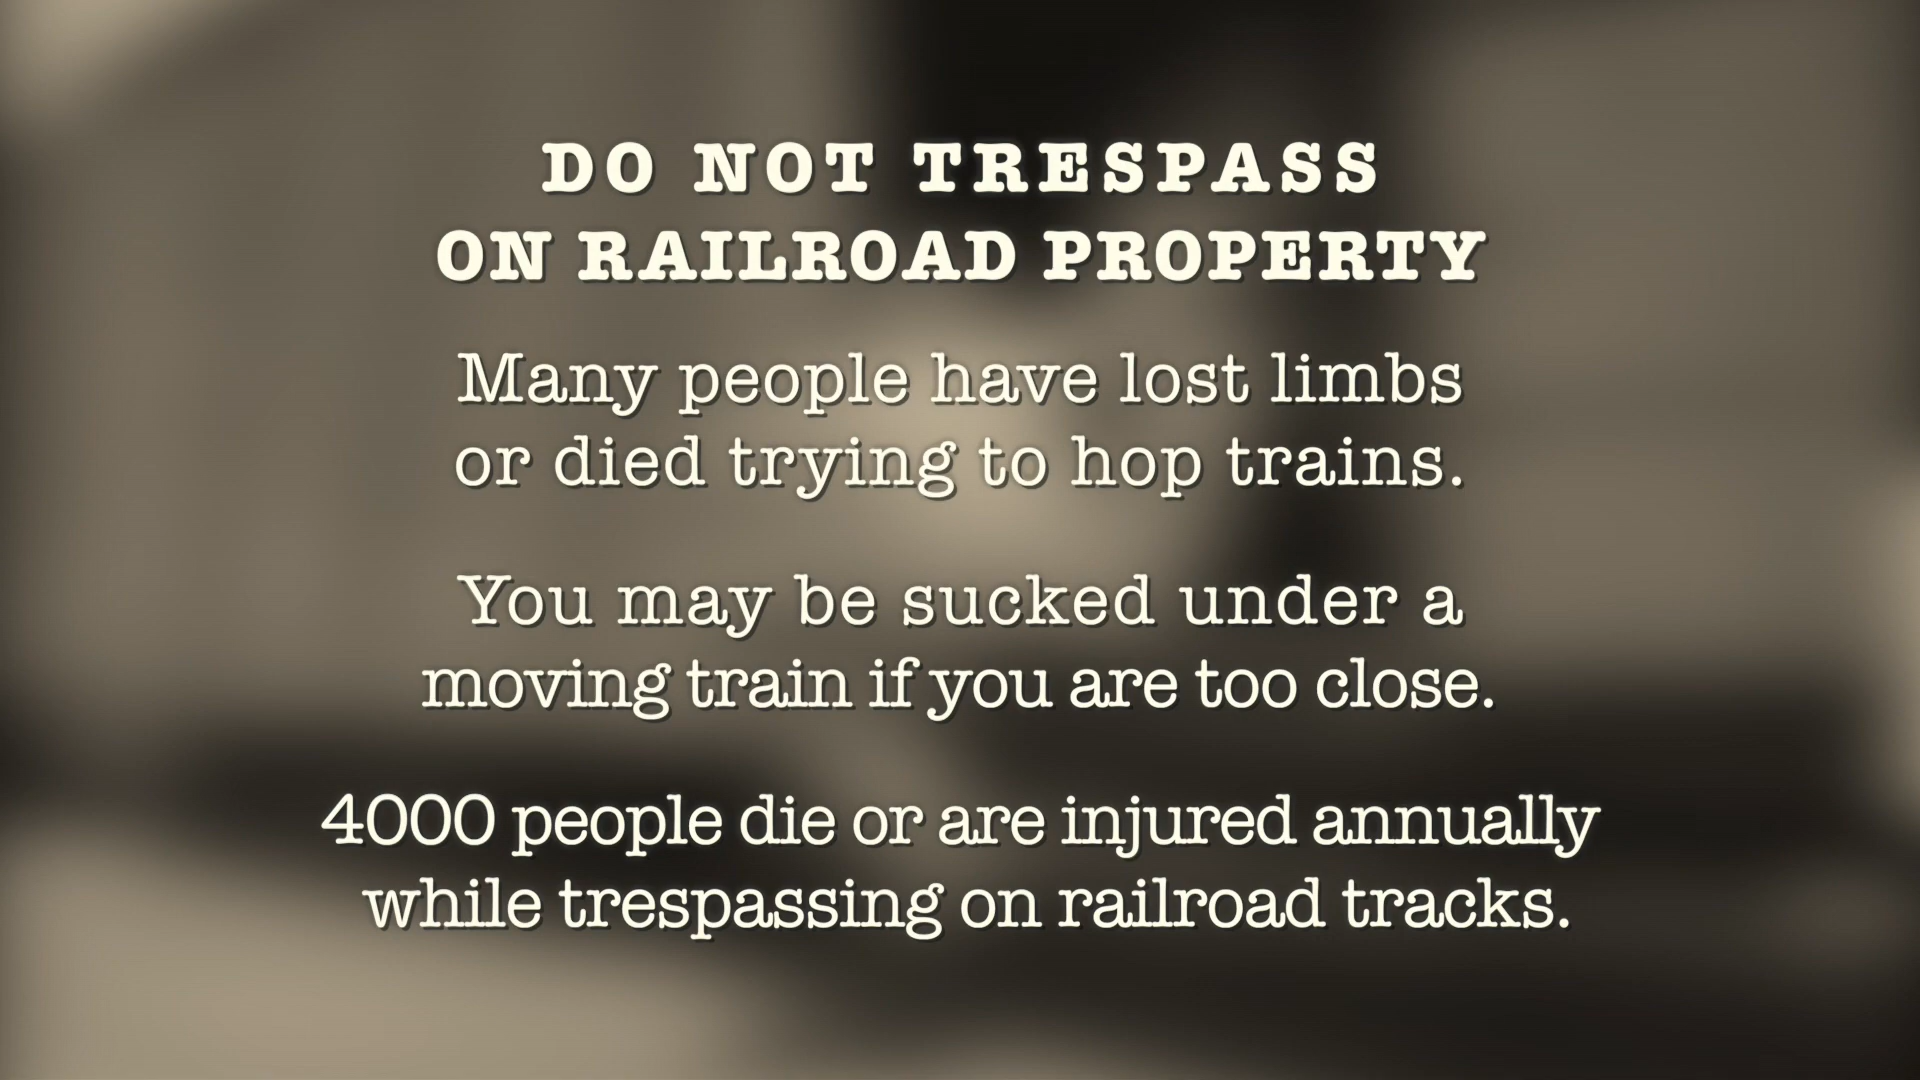 DO NOT TRESPASS
ON RAILROAD PROPERTY
Many people have lost limbs
or died trying to hop trains.
You may be sucked under a
moving train if you are too close.
4000 people die or are injured annually
while trespassing on railroad tracks.